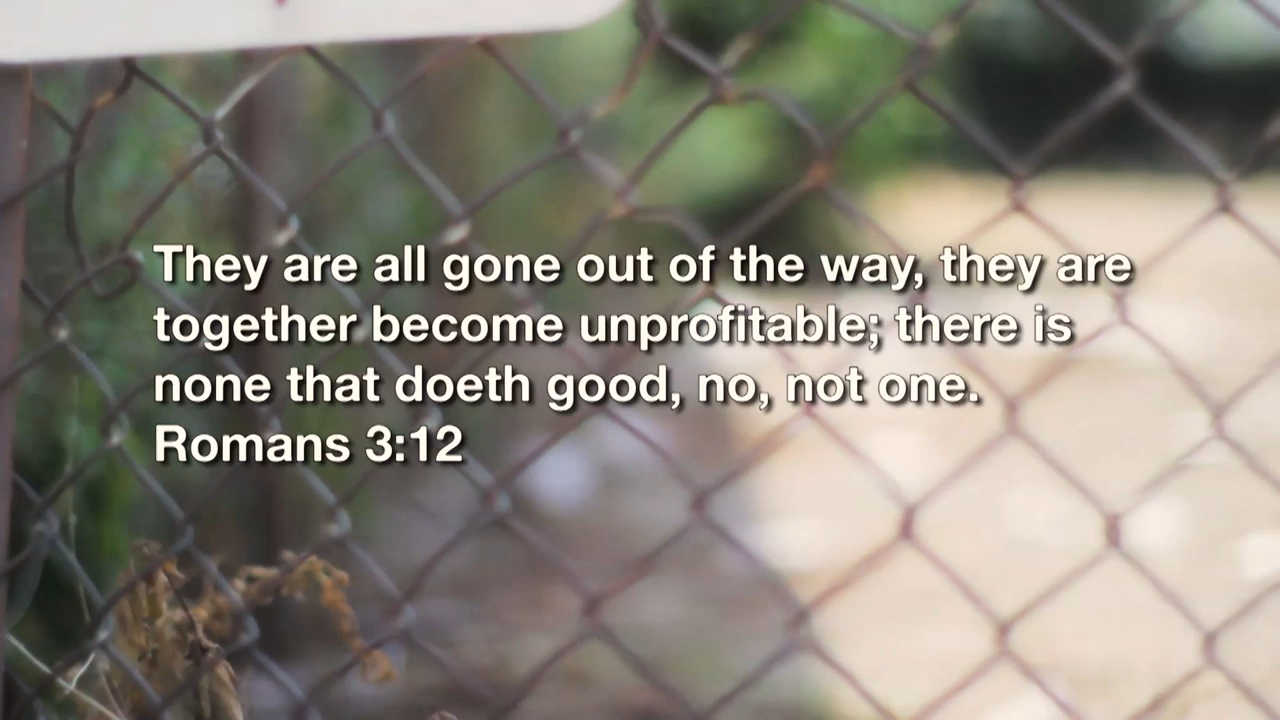 They are all gone out of the way, they are
together become unprofitable; there is
none that doeth good, no, not one.
Romans 3:12